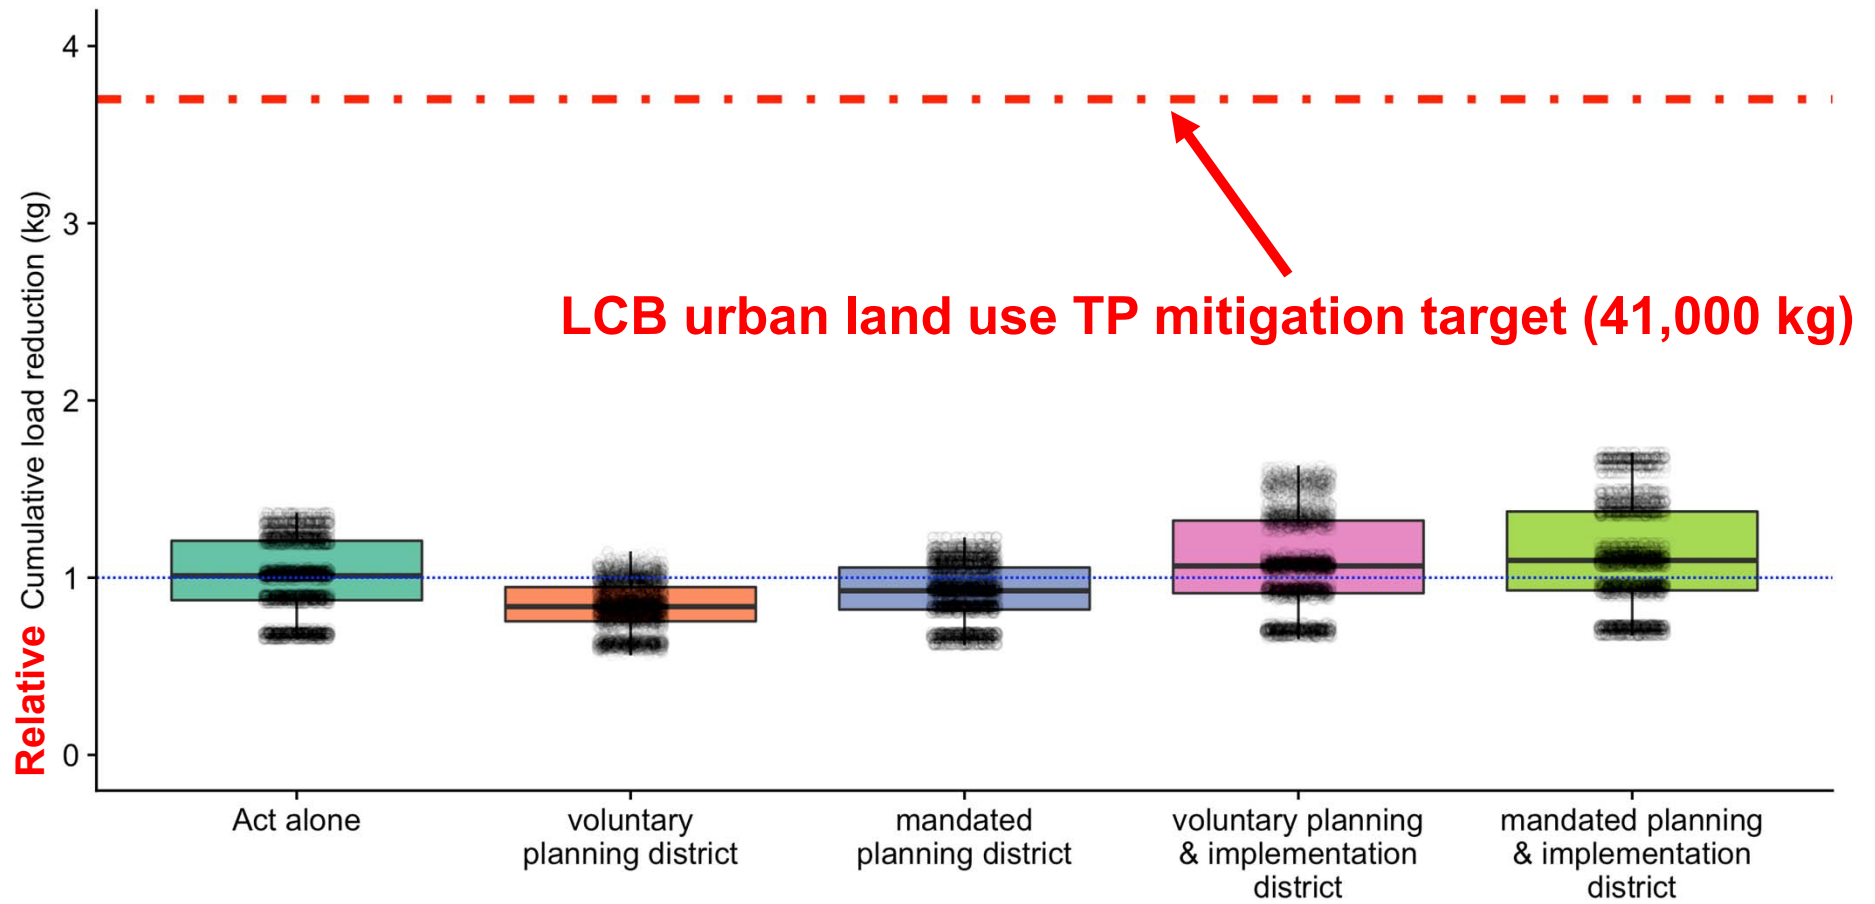 4
3
2
1
0
Relative Cumulative load reduction (kg)
LCB urban land use TP mitigation target (41,000 kg)
Act alone
voluntary
planning district
mandated
planning district
voluntary planning
& implementation
district
mandated planning
& implementation
district